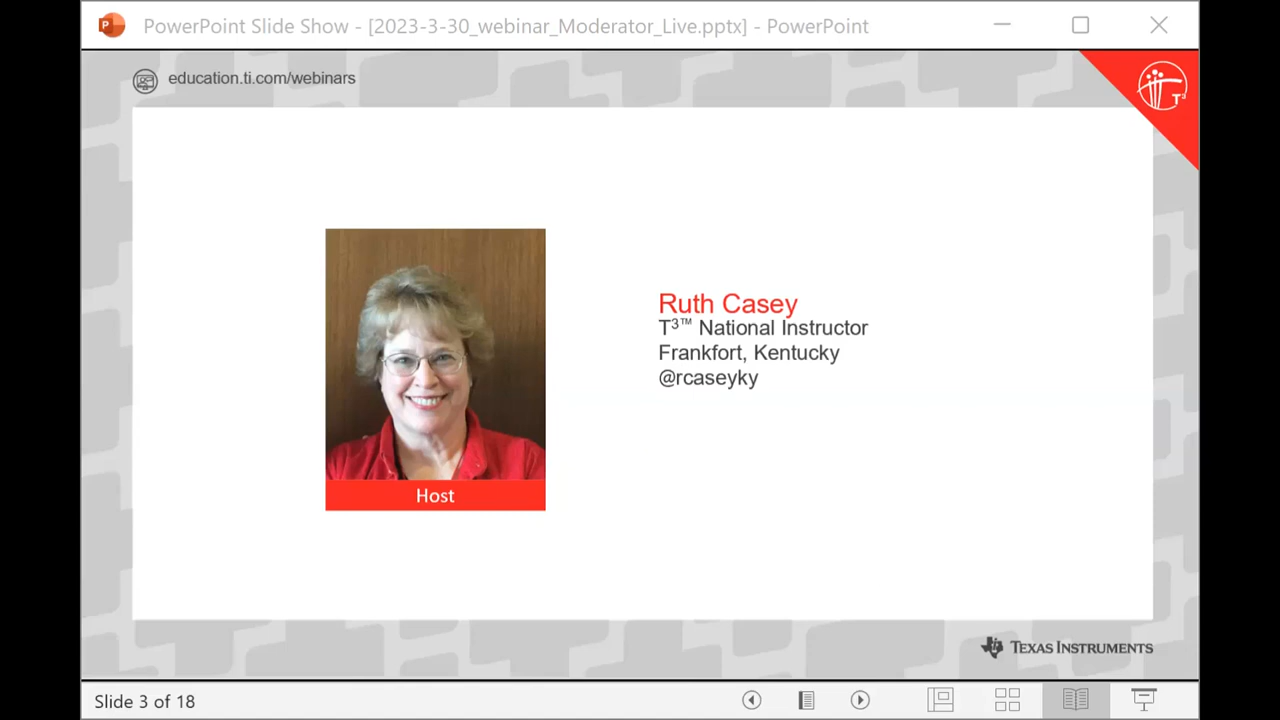 PowerPoint Slide Show - [2023-3-30_webinar_Moderator_Live.pptx] - PowerPoint
education.ti.com/webinars
T³
Ruth Casey
T³™ National Instructor
Frankfort, Kentucky
@rcaseyky
Host
TEXAS INSTRUMENTS
Slide 3 of 18